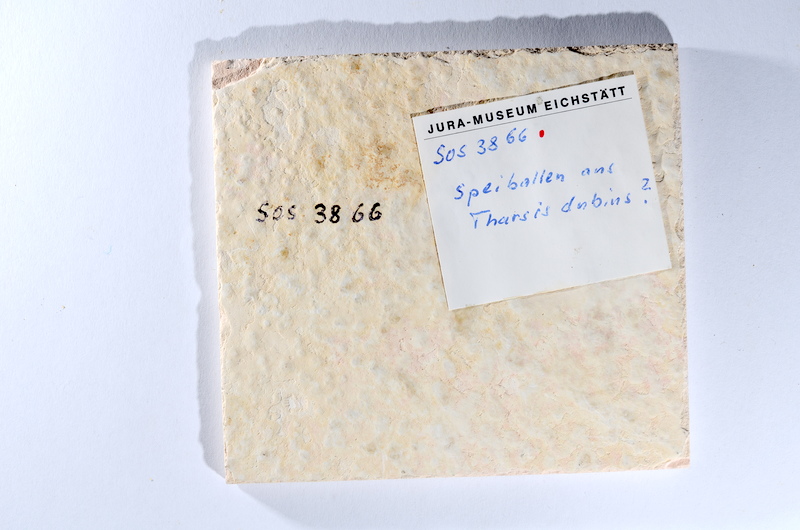 JURA-MUSEUM EICHSTÄTT
SOS 3866
Speiballen aus
Tharsis dubius ?
SOS 3866